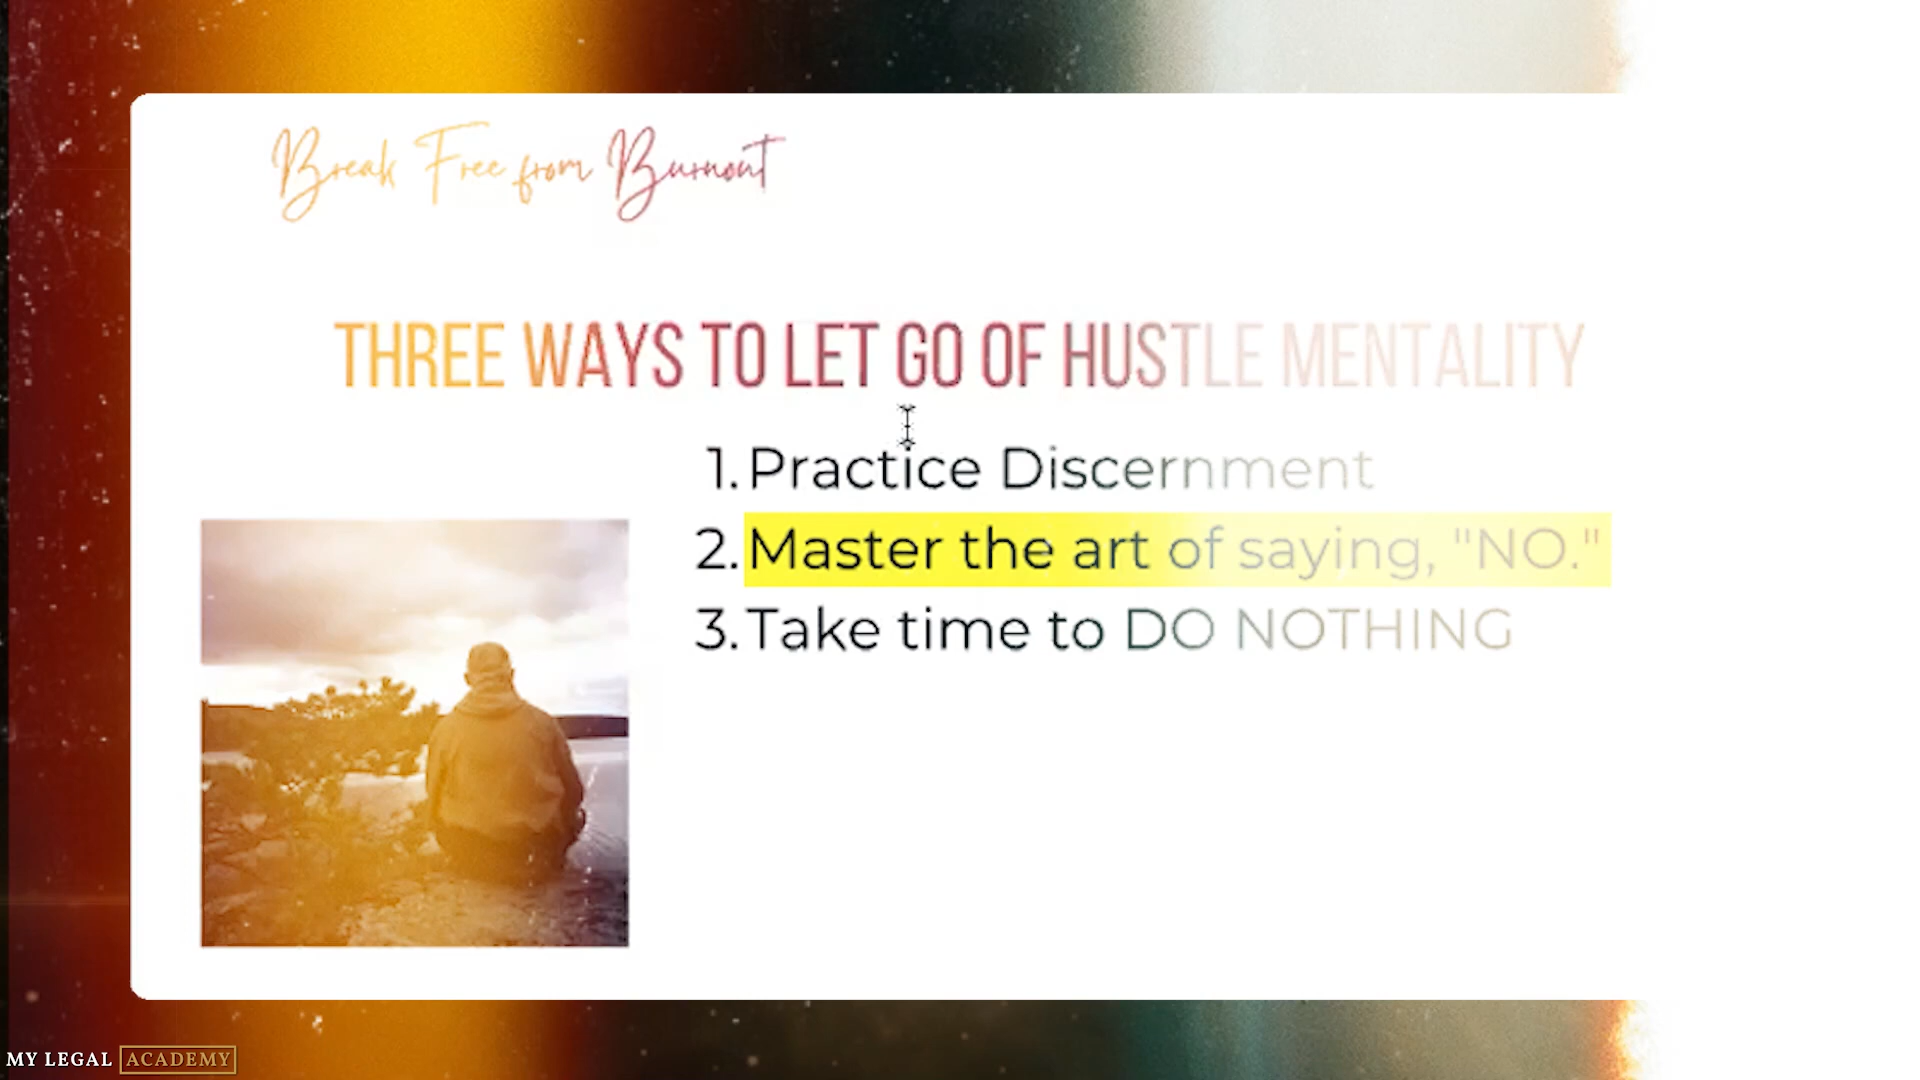 Break Free from Burnout
THREE WAYS TO LET GO OF HUSTLE MENTALITY
1. Practice Discernment
2. Master the art of saying, "NO."
3. Take time to DO NOTHING
MY LEGAL ACADEMY